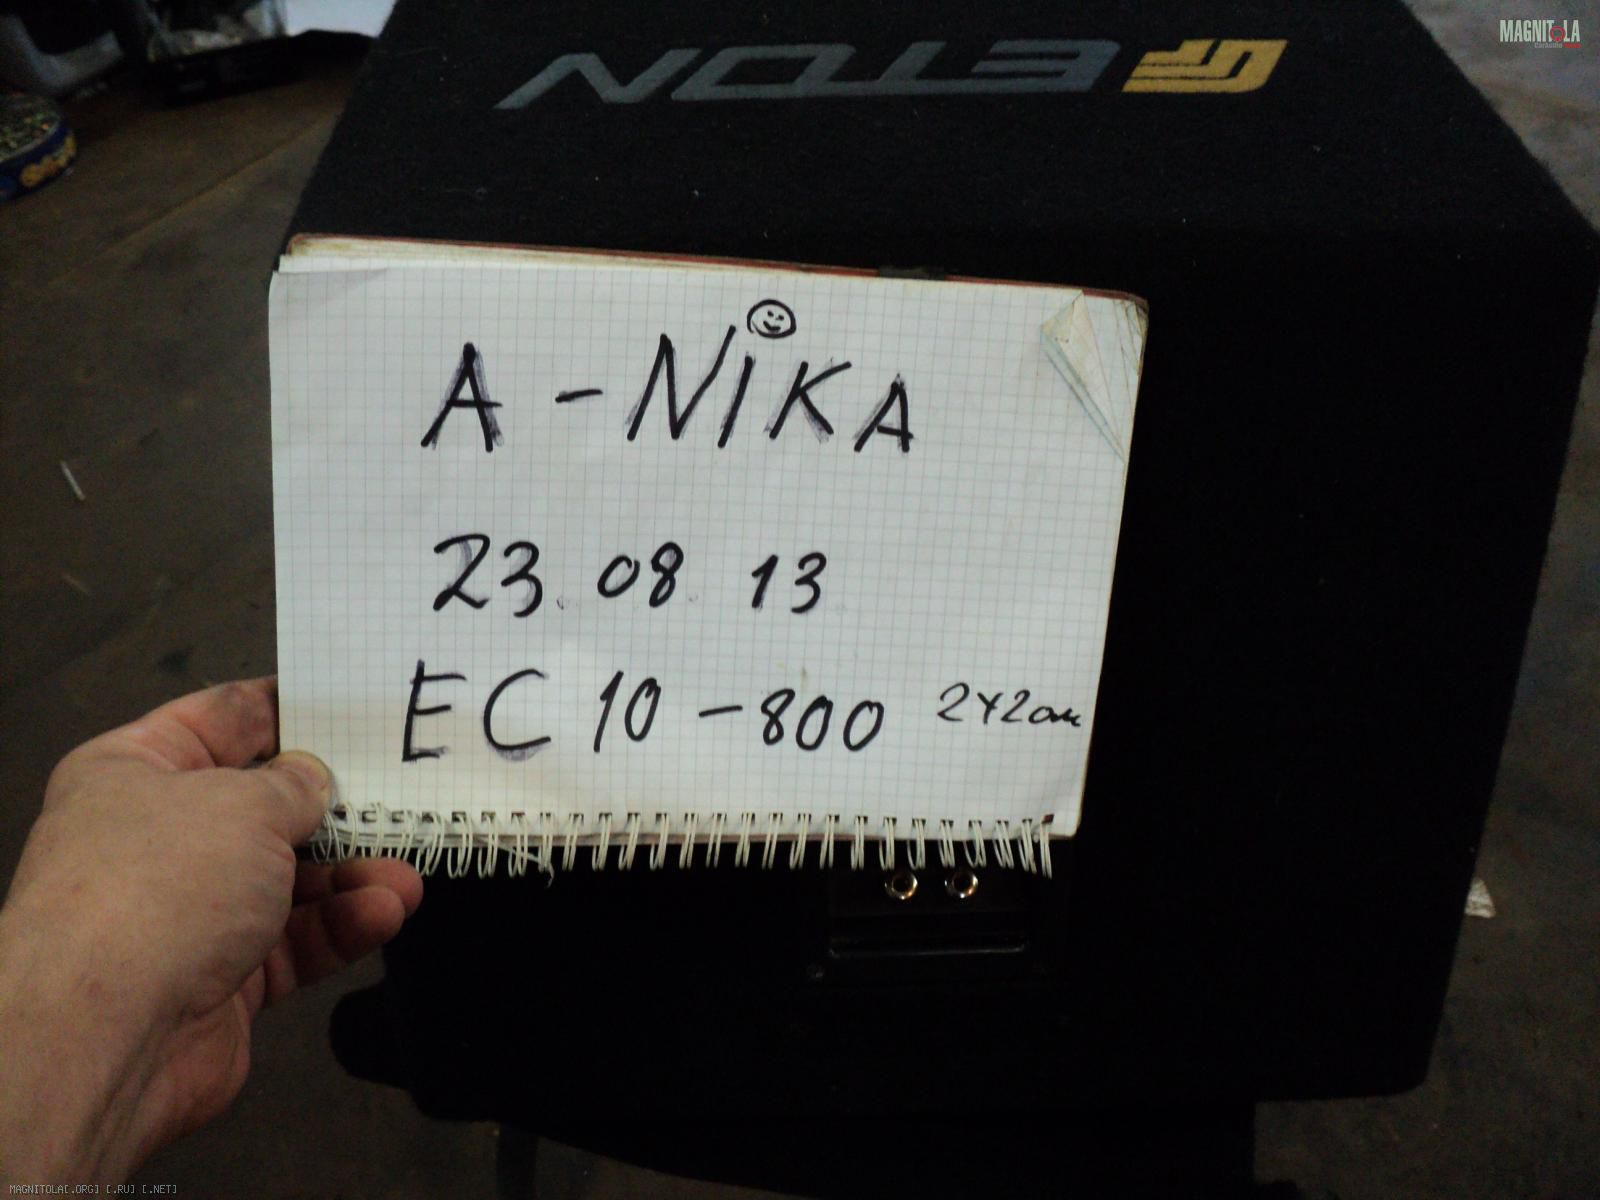 MAGNITOLA
ETON
A-NiKA
23.08.13
EC 10-800 2x2ом
MAGNITOLA[.ORG] [.RU] [.NET]